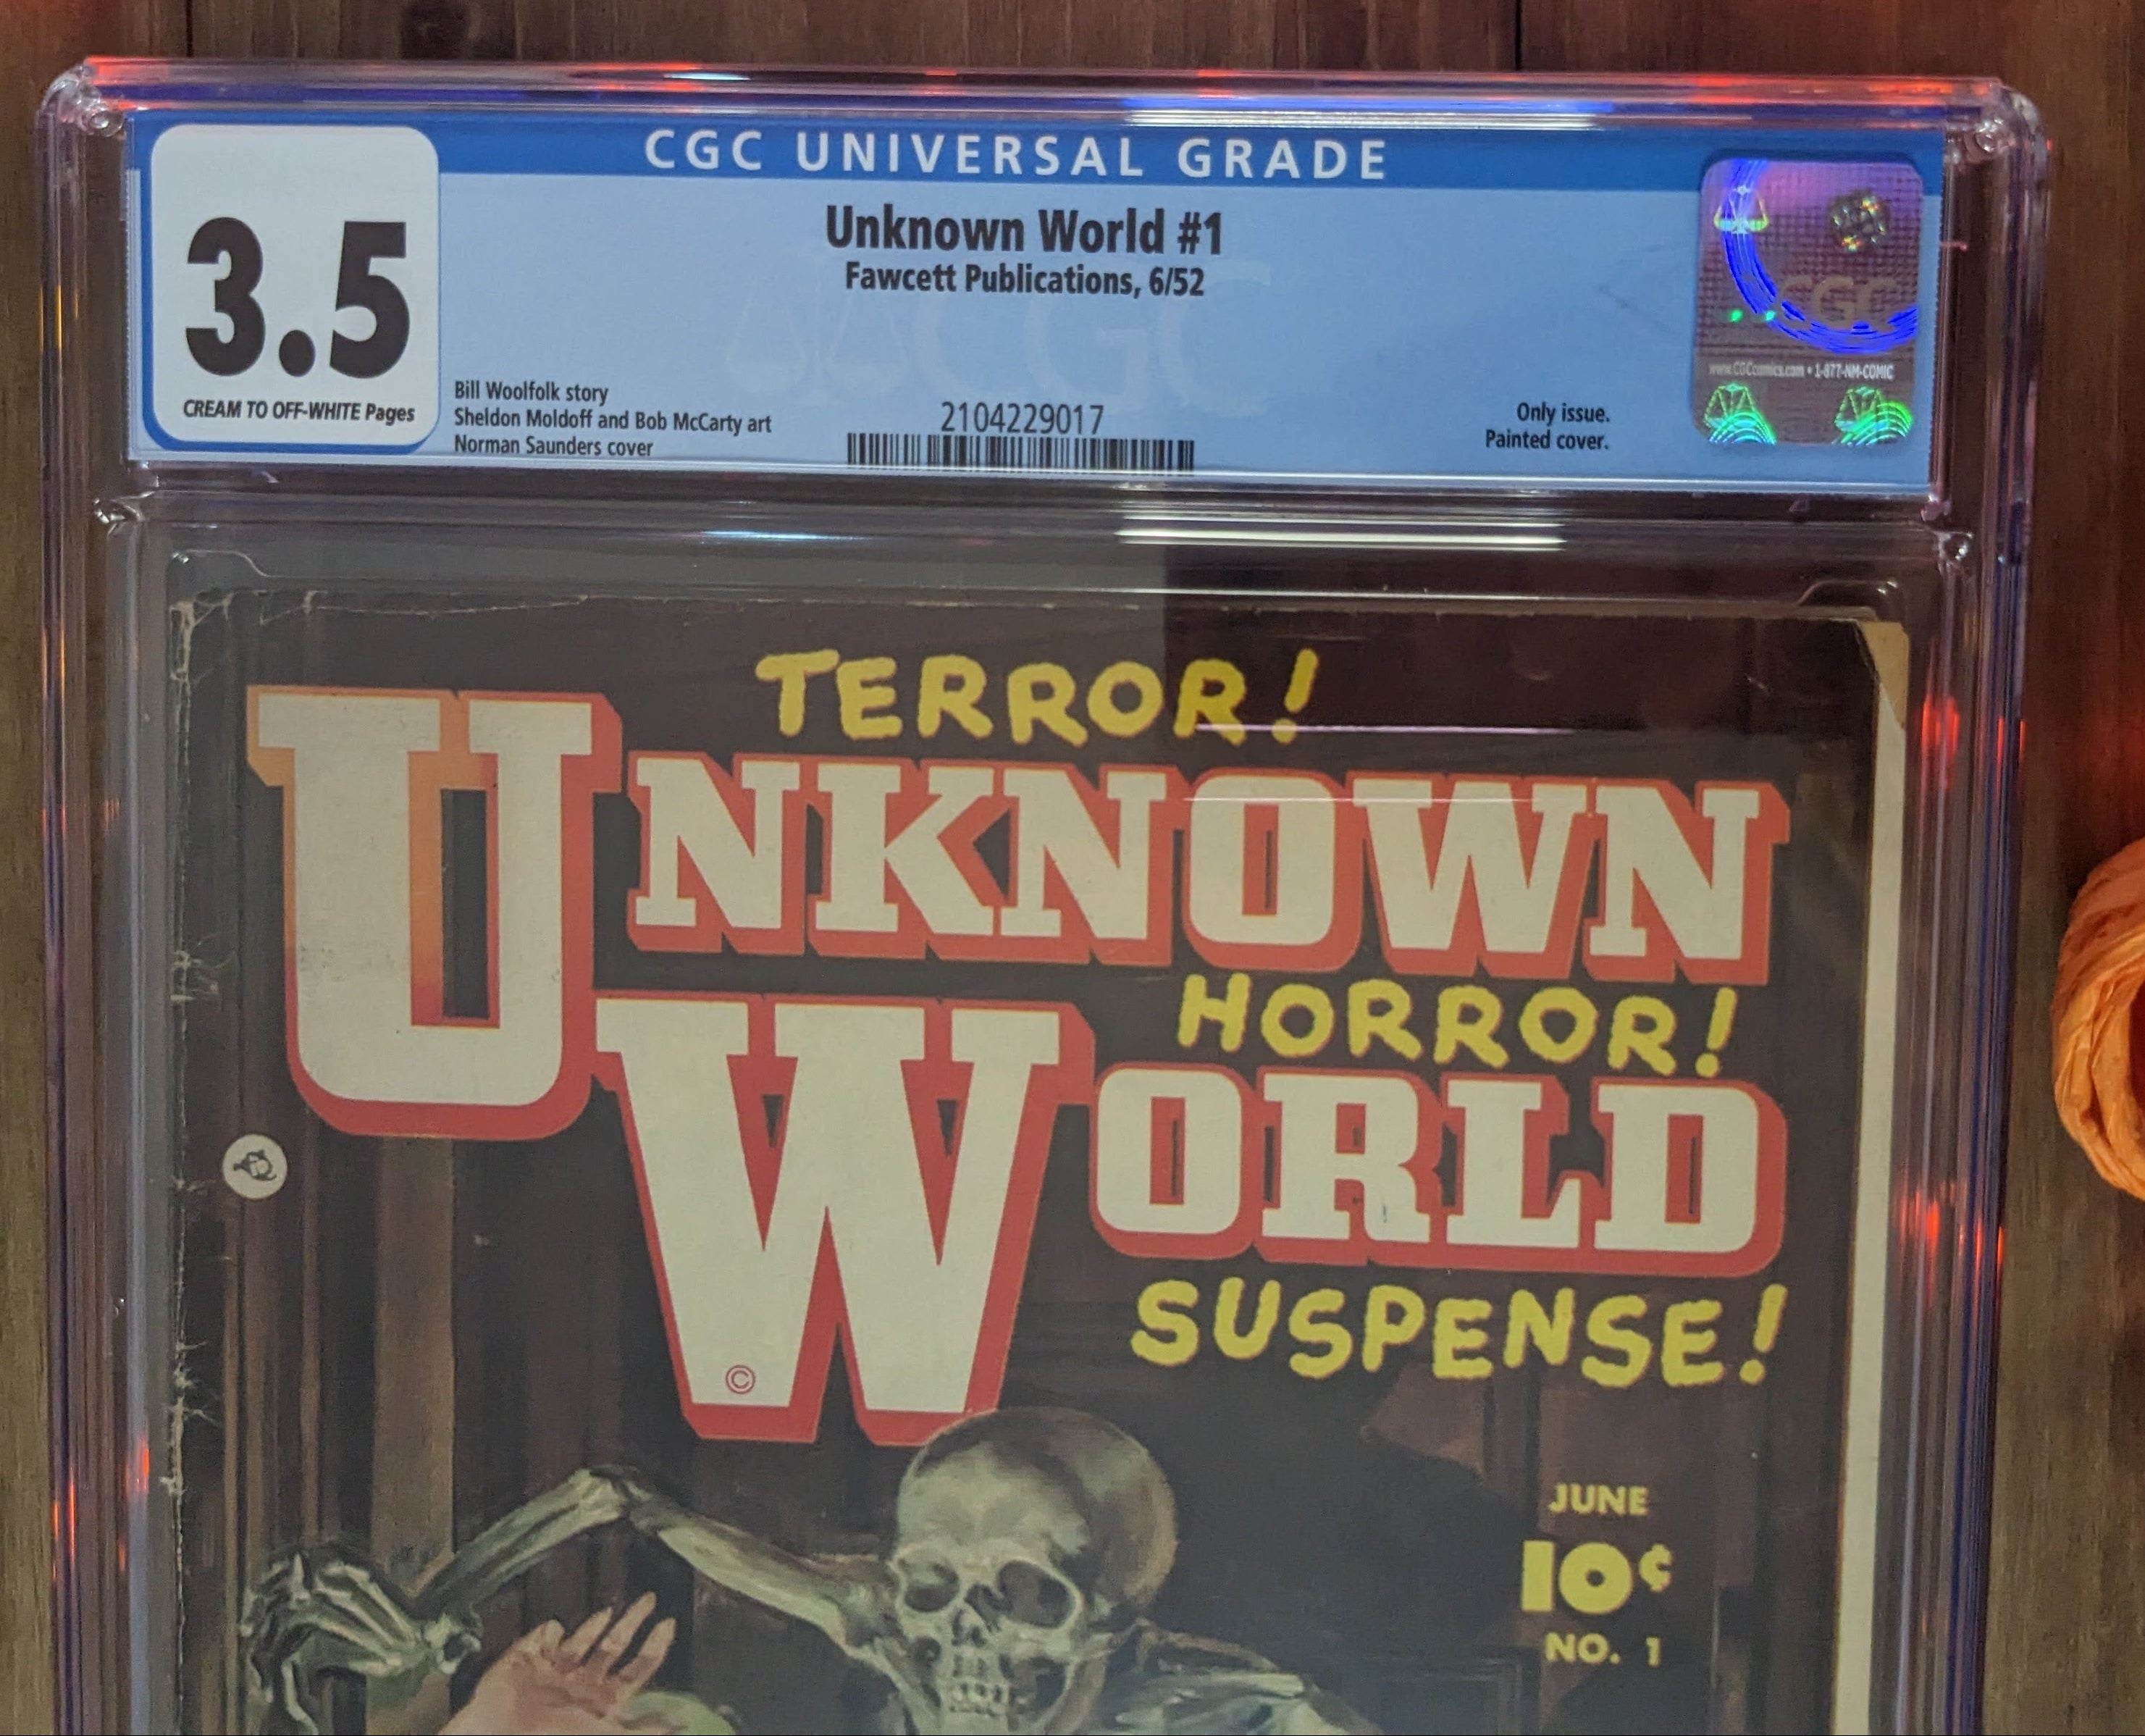 CGC UNIVERSAL GRADE
3.5
CREAM TO OFF-WHITE Pages
Unknown World #1
Fawcett Publications, 6/52
Bill Woolfolk story
Sheldon Moldoff and Bob McCarty art
Norman Saunders cover
2104229017
Only issue.
Painted cover.
CGC
CGC
www.CGCcomics.com • 1-877-NM-COMIC
TERROR!
UNKNOWN
HORROR!
WORLD
SUSPENSE!
©
JUNE
10¢
NO. 1